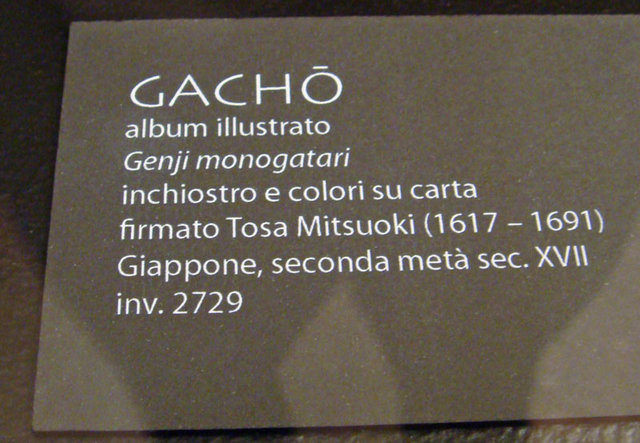 GACHŌ
album illustrato
Genji monogatari
inchiostro e colori su carta
firmato Tosa Mitsuoki (1617 – 1691)
Giappone, seconda metà sec. XVII
inv. 2729